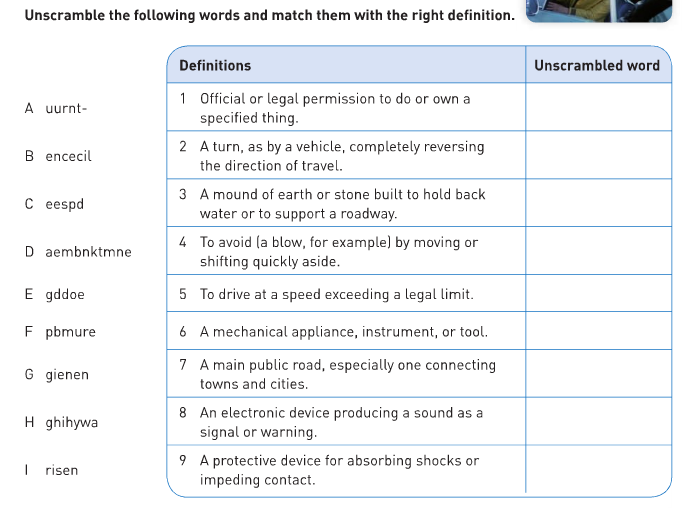 Unscramble the following words and match them with the right definition.
Definitions
Unscrambled word
A uurnt-
1 Official or legal permission to do or own a
specified thing.
B encecil
2 A turn, as by a vehicle, completely reversing
the direction of travel.
C eespd
3 A mound of earth or stone built to hold back
water or to support a roadway.
D aembnktmne
4 To avoid (a blow, for example) by moving or
shifting quickly aside.
E gddoe
5 To drive at a speed exceeding a legal limit.
F pbmure
6 A mechanical appliance, instrument, or tool.
G gienen
7 A main public road, especially one connecting
towns and cities.
H ghihywa
8 An electronic device producing a sound as a
signal or warning.
I risen
9 A protective device for absorbing shocks or
impeding contact.